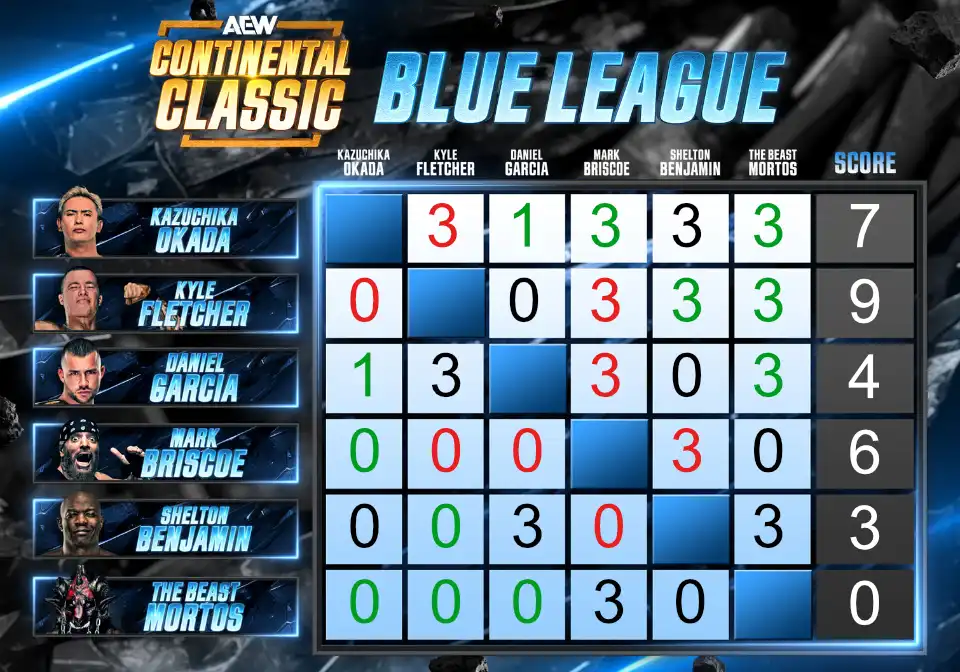 AEW
CONTINENTAL
CLASSIC
BLUE LEAGUE
KAZUCHIKA OKADA KYLE FLETCHER DANIEL GARCIA MARK BRISCOE SHELTON BENJAMIN THE BEAST MORTOS SCORE
KAZUCHIKA OKADA 3 1 3 3 3 7
KYLE FLETCHER 0 0 3 3 3 9
DANIEL GARCIA 1 3 3 0 3 4
MARK BRISCOE 0 0 0 3 0 6
SHELTON BENJAMIN 0 0 3 0 3 3
THE BEAST MORTOS 0 0 0 3 0 0